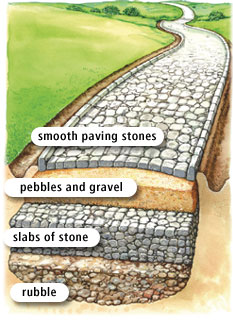 smooth paving stones
pebbles and gravel
slabs of stone
rubble